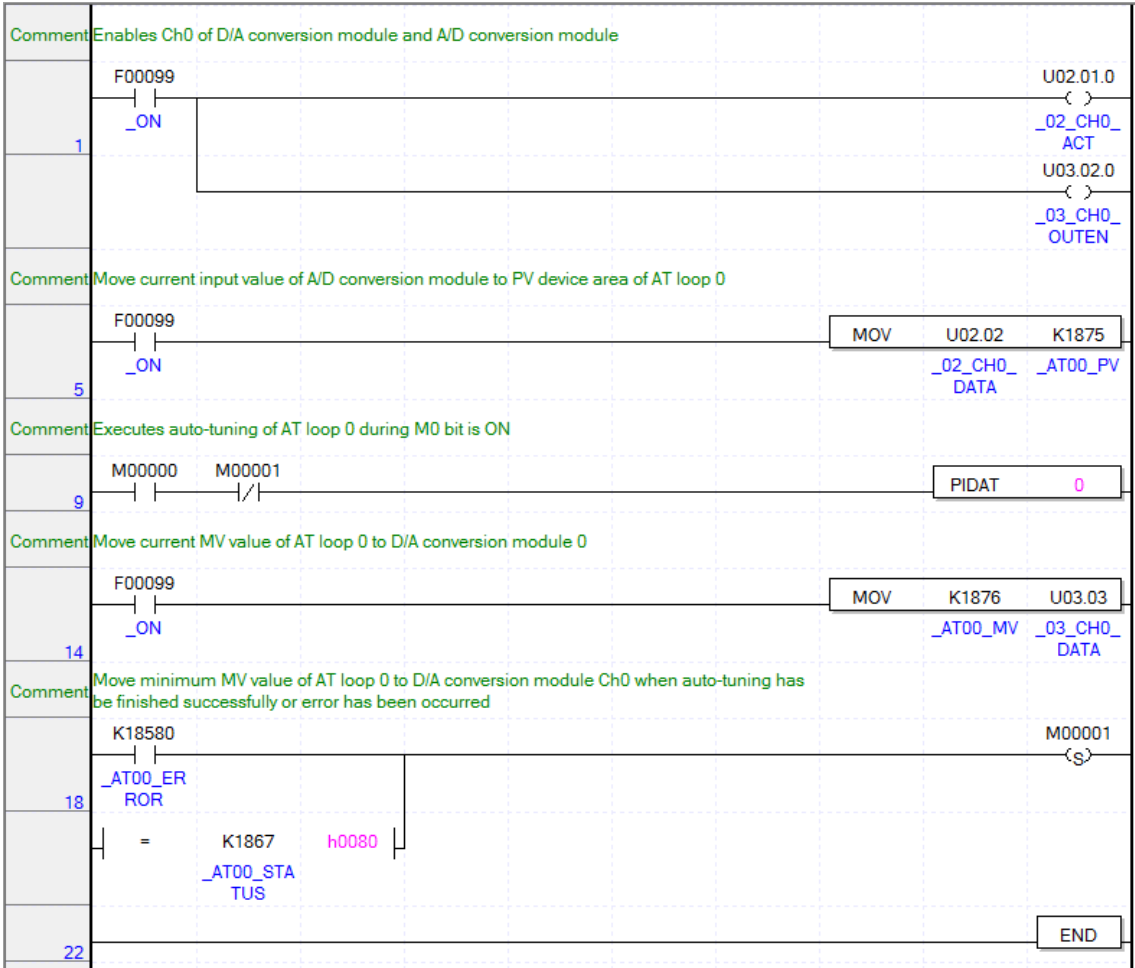 Comment Enables Ch0 of D/A conversion module and A/D conversion module
F00099 U02.01.0
_ON _02_CH0_
ACT
1
U03.02.0
_03_CH0_
OUTEN
Comment Move current input value of A/D conversion module to PV device area of AT loop 0
F00099
MOV U02.02 K1875
_ON _02_CH0_ _AT00_PV
DATA
5
Comment Executes auto-tuning of AT loop 0 during M0 bit is ON
M00000 M00001
PIDAT 0
9
Comment Move current MV value of AT loop 0 to D/A conversion module 0
F00099
MOV K1876 U03.03
_ON _AT00_MV _03_CH0_
DATA
14
Comment Move minimum MV value of AT loop 0 to D/A conversion module Ch0 when auto-tuning has
be finished successfully or error has been occurred
K18580 M00001
S
_AT00_ER
ROR
18
= K1867 h0080
_AT00_STA
TUS
END
22